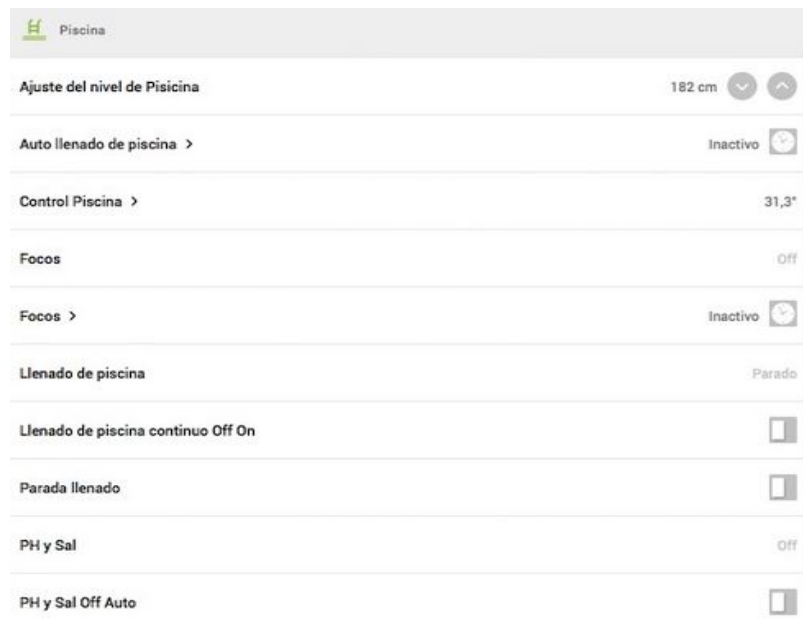 Piscina
Ajuste del nivel de Pisicina 182 cm
Auto llenado de piscina > Inactivo
Control Piscina > 31,3°
Focos Off
Focos > Inactivo
Llenado de piscina Parado
Llenado de piscina continuo Off On
Parada llenado
PH y Sal Off
PH y Sal Off Auto